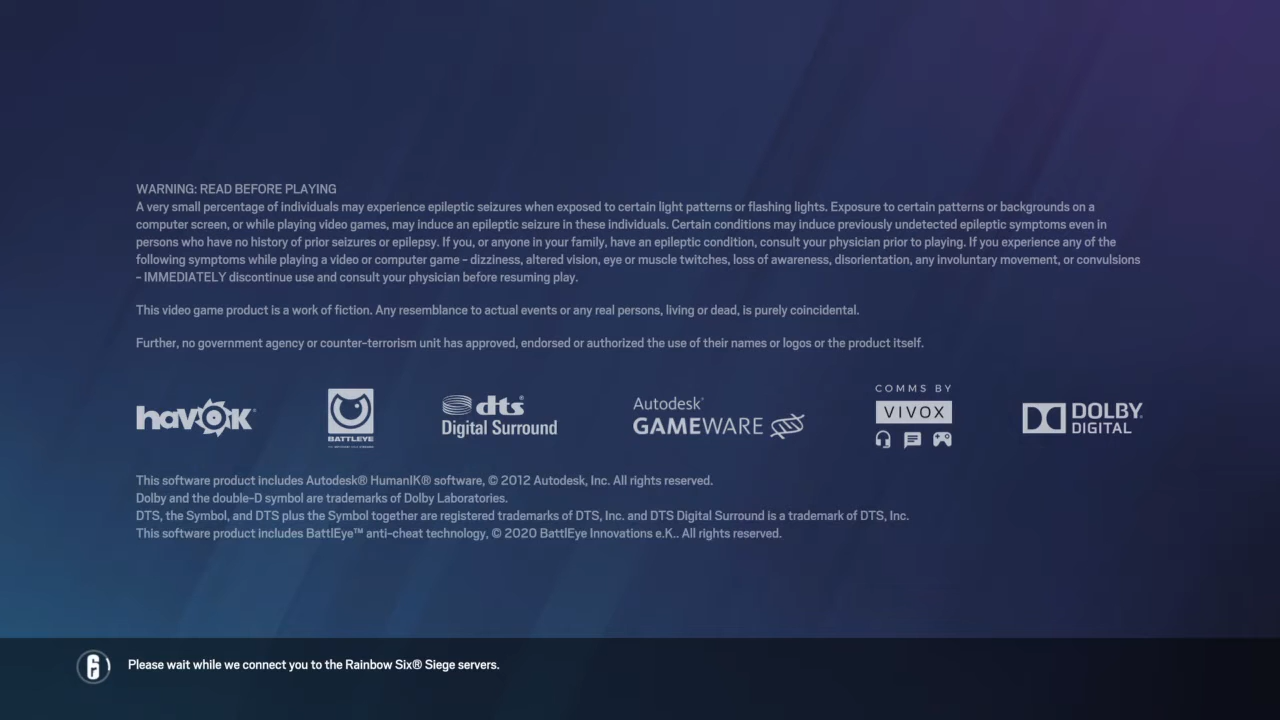 WARNING: READ BEFORE PLAYING
A very small percentage of individuals may experience epileptic seizures when exposed to certain light patterns or flashing lights. Exposure to certain patterns or backgrounds on a
computer screen, or while playing video games, may induce an epileptic seizure in these individuals. Certain conditions may induce previously undetected epileptic symptoms even in
persons who have no history of prior seizures or epilepsy. If you, or anyone in your family, have an epileptic condition, consult your physician prior to playing. If you experience any of the
following symptoms while playing a video or computer game - dizziness, altered vision, eye or muscle twitches, loss of awareness, disorientation, any involuntary movement, or convulsions
- IMMEDIATELY discontinue use and consult your physician before resuming play.
This video game product is a work of fiction. Any resemblance to actual events or any real persons, living or dead, is purely coincidental.
Further, no government agency or counter-terrorism unit has approved, endorsed or authorized the use of their names or logos or the product itself.
havok®
BATTLEYE
dts®
Digital Surround
Autodesk®
GAMEWARE
COMMS BY
VIVOX
DOLBY
DIGITAL
This software product includes Autodesk® HumanIK® software, © 2012 Autodesk, Inc. All rights reserved.
Dolby and the double-D symbol are trademarks of Dolby Laboratories.
DTS, the Symbol, and DTS plus the Symbol together are registered trademarks of DTS, Inc. and DTS Digital Surround is a trademark of DTS, Inc.
This software product includes BattlEye™ anti-cheat technology, © 2020 BattlEye Innovations e.K.. All rights reserved.
6
Please wait while we connect you to the Rainbow Six® Siege servers.